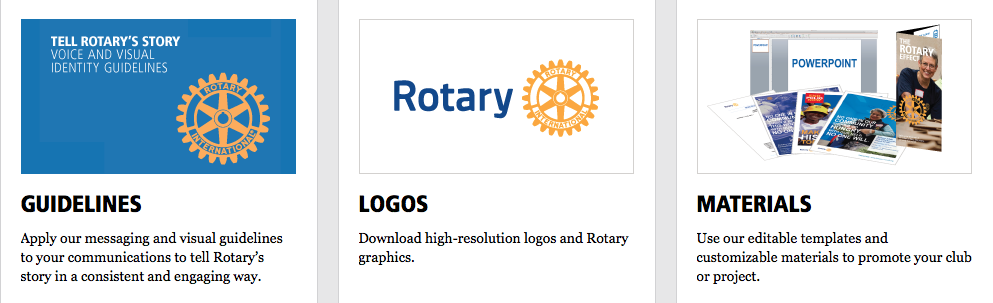 TELL ROTARY'S STORY
VOICE AND VISUAL
IDENTITY GUIDELINES
ROTARY
INTERNATIONAL
GUIDELINES
Apply our messaging and visual guidelines
to your communications to tell Rotary's
story in a consistent and engaging way.
Rotary
ROTARY
INTERNATIONAL
LOGOS
Download high-resolution logos and Rotary
graphics.
POWERPOINT
THE
ROTARY
EFFECT
MATERIALS
Use our editable templates and
customizable materials to promote your club
or project.